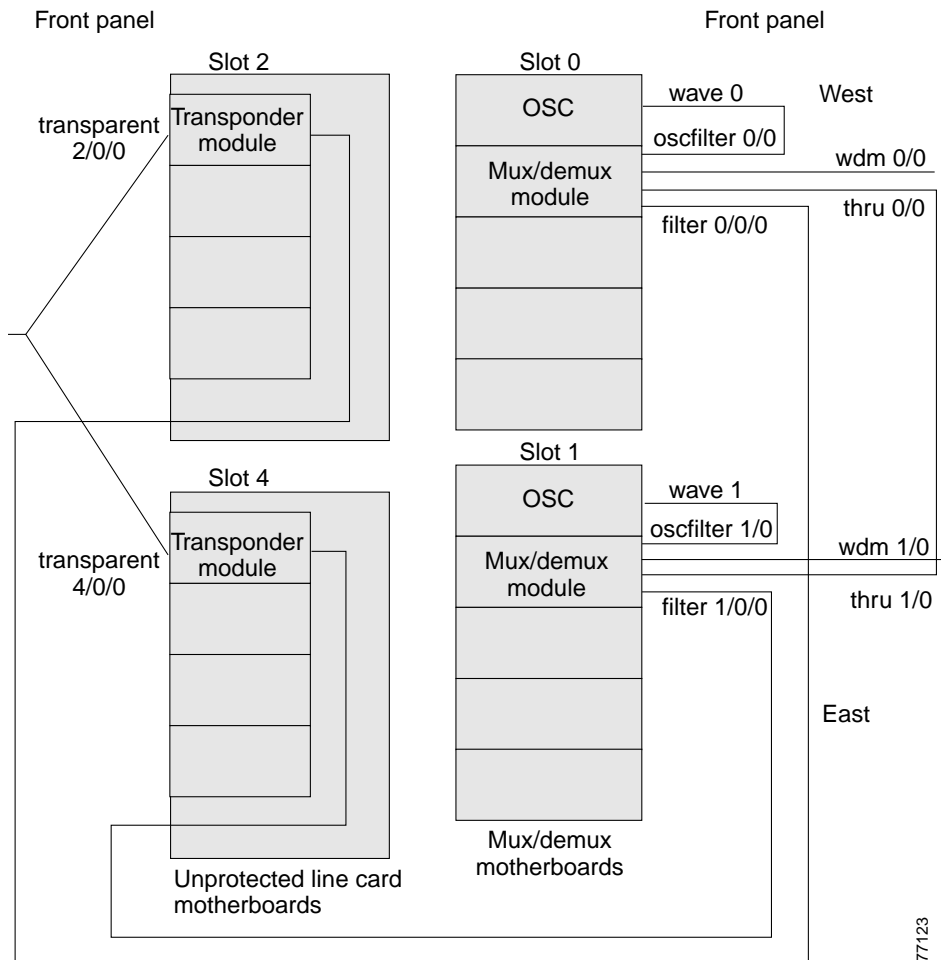 Front panel
Front panel
Slot 2
Slot 0
transparent
2/0/0
Transponder
module
OSC
wave 0
West
oscfilter 0/0
Mux/demux
module
wdm 0/0
thru 0/0
filter 0/0/0
Slot 4
Slot 1
transparent
4/0/0
Transponder
module
OSC
wave 1
oscfilter 1/0
Mux/demux
module
wdm 1/0
thru 1/0
filter 1/0/0
East
Unprotected line card
motherboards
Mux/demux
motherboards
77123